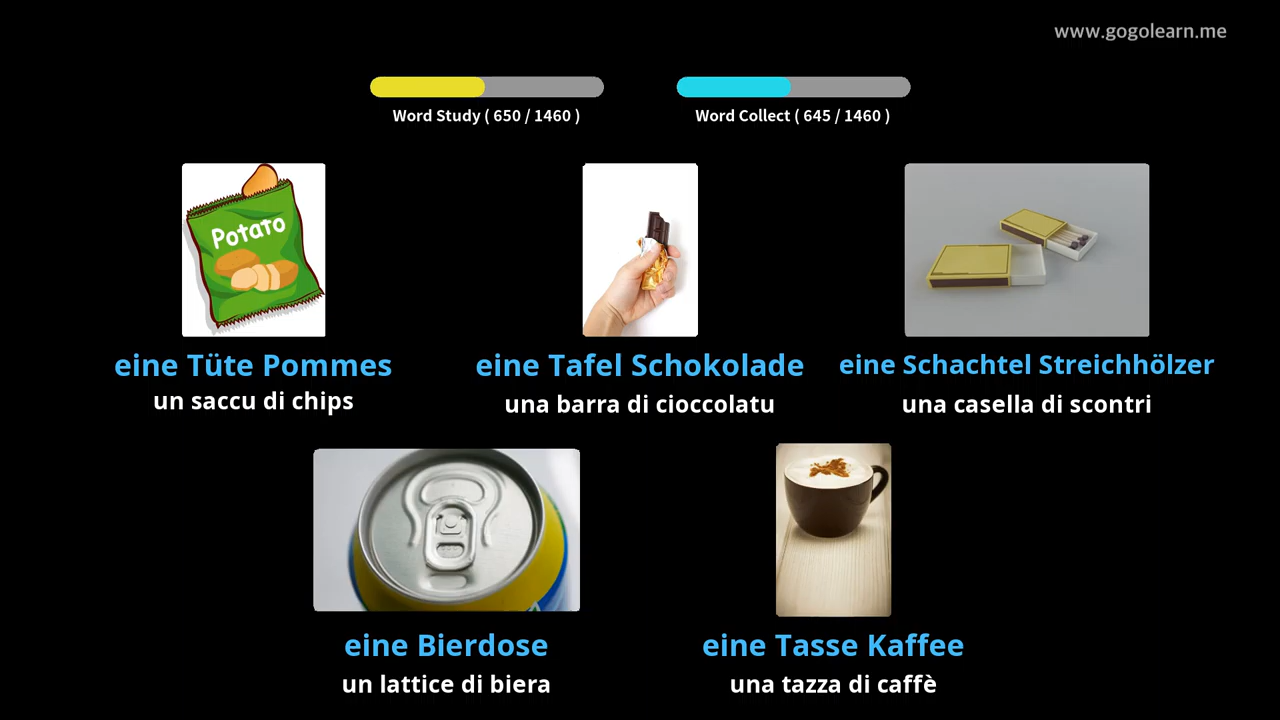 www.gogolearn.me
Word Study ( 650 / 1460 )
Word Collect ( 645 / 1460 )
Potato
eine Tüte Pommes
un saccu di chips
eine Tafel Schokolade
una barra di cioccolatu
eine Schachtel Streichhölzer
una casella di scontri
eine Bierdose
un lattice di biera
eine Tasse Kaffee
una tazza di caffè